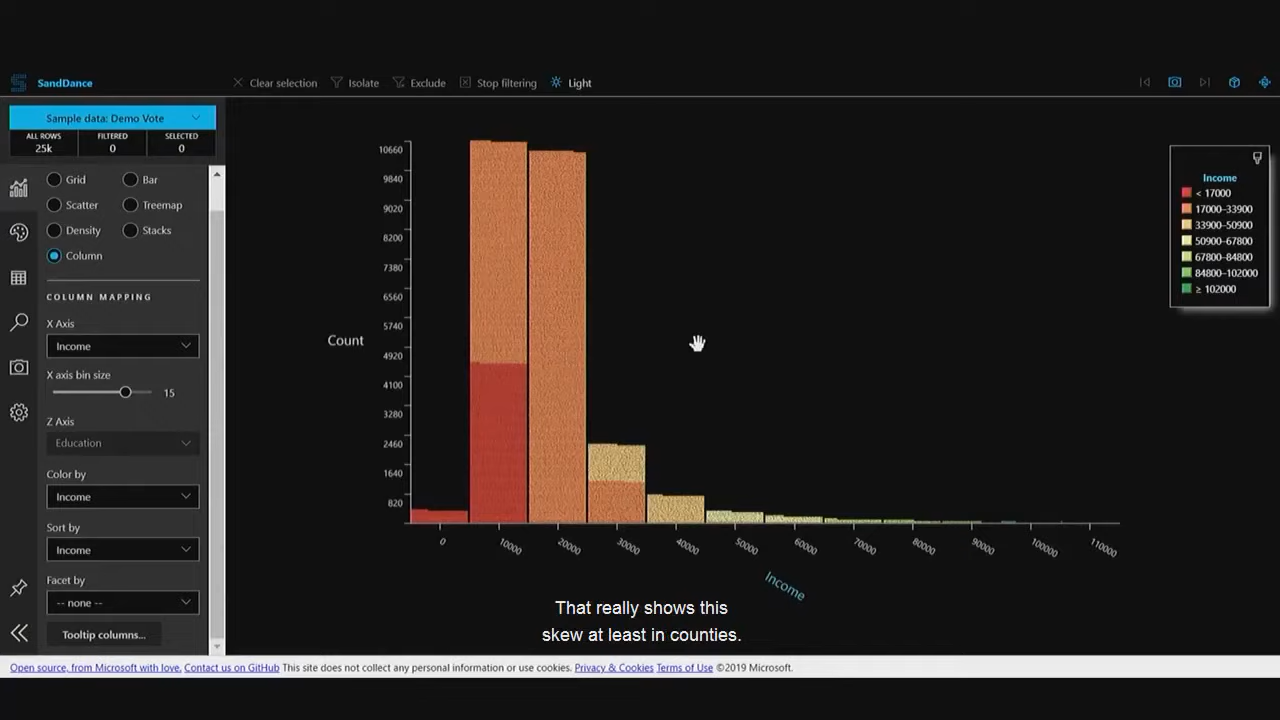 SandDance
Clear selection Isolate Exclude Stop filtering Light
Sample data: Demo Vote
ALL ROWS FILTERED SELECTED
25k 0 0
Grid Bar
Scatter Treemap
Density Stacks
Column
COLUMN MAPPING
X Axis
Income
X axis bin size
15
Z Axis
Education
Color by
Income
Sort by
Income
Facet by
-- none --
Tooltip columns...
Count
10660
9840
9020
8200
7380
6560
5740
4920
4100
3280
2460
1640
820
0 10000 20000 30000 40000 50000 60000 70000 80000 90000 100000 110000
Income
Income
< 17000
17000–33900
33900–50900
50900–67800
67800–84800
84800–102000
≥ 102000
That really shows this
skew at least in counties.
Open source, from Microsoft with love. Contact us on GitHub This site does not collect any personal information or use cookies. Privacy & Cookies Terms of Use ©2019 Microsoft.